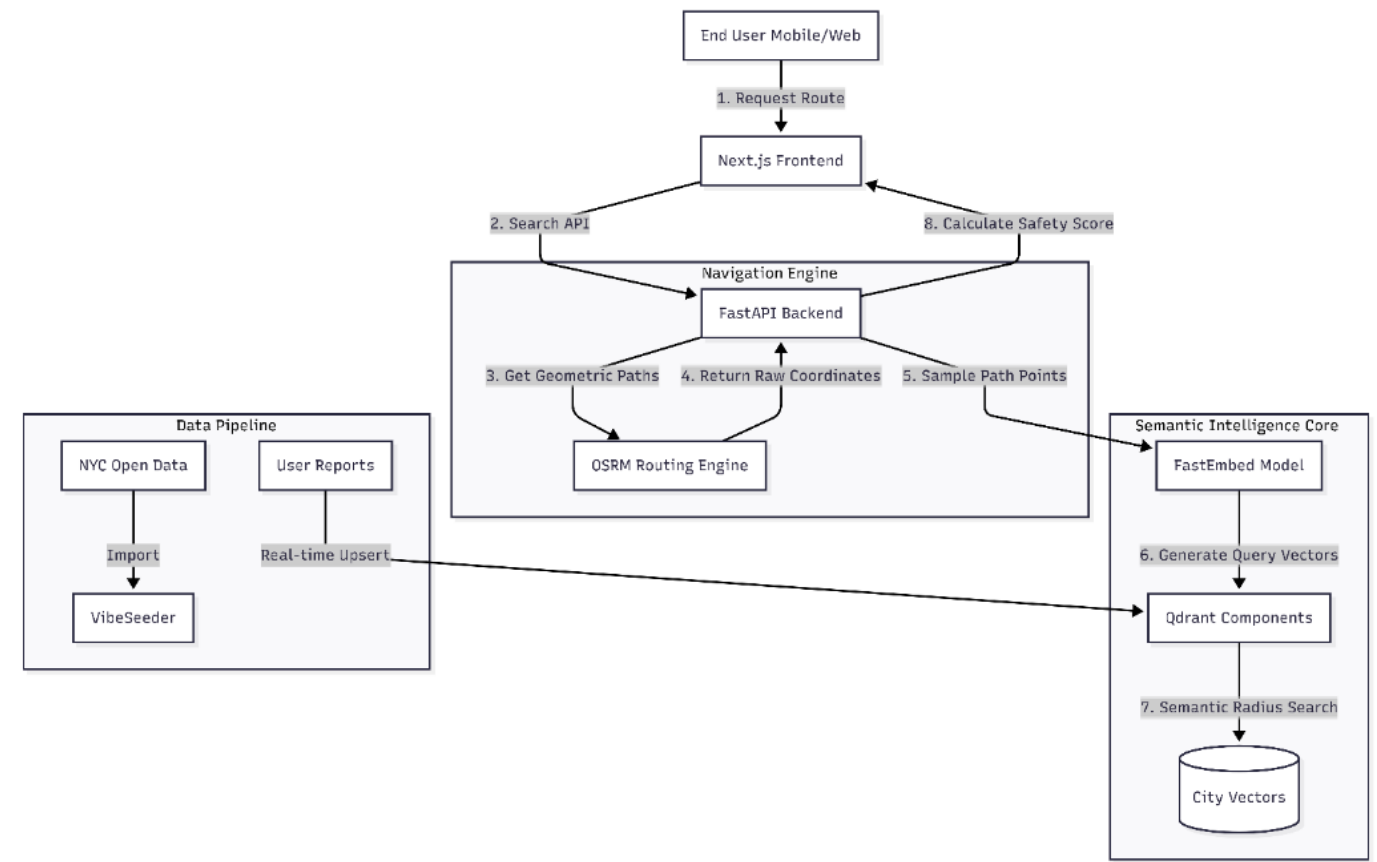 End User Mobile/Web
1. Request Route
Next.js Frontend
2. Search API
8. Calculate Safety Score
Navigation Engine
FastAPI Backend
3. Get Geometric Paths
4. Return Raw Coordinates
5. Sample Path Points
OSRM Routing Engine
Data Pipeline
NYC Open Data
User Reports
Import
Real-time Upsert
VibeSeeder
Semantic Intelligence Core
FastEmbed Model
6. Generate Query Vectors
Qdrant Components
7. Semantic Radius Search
City Vectors